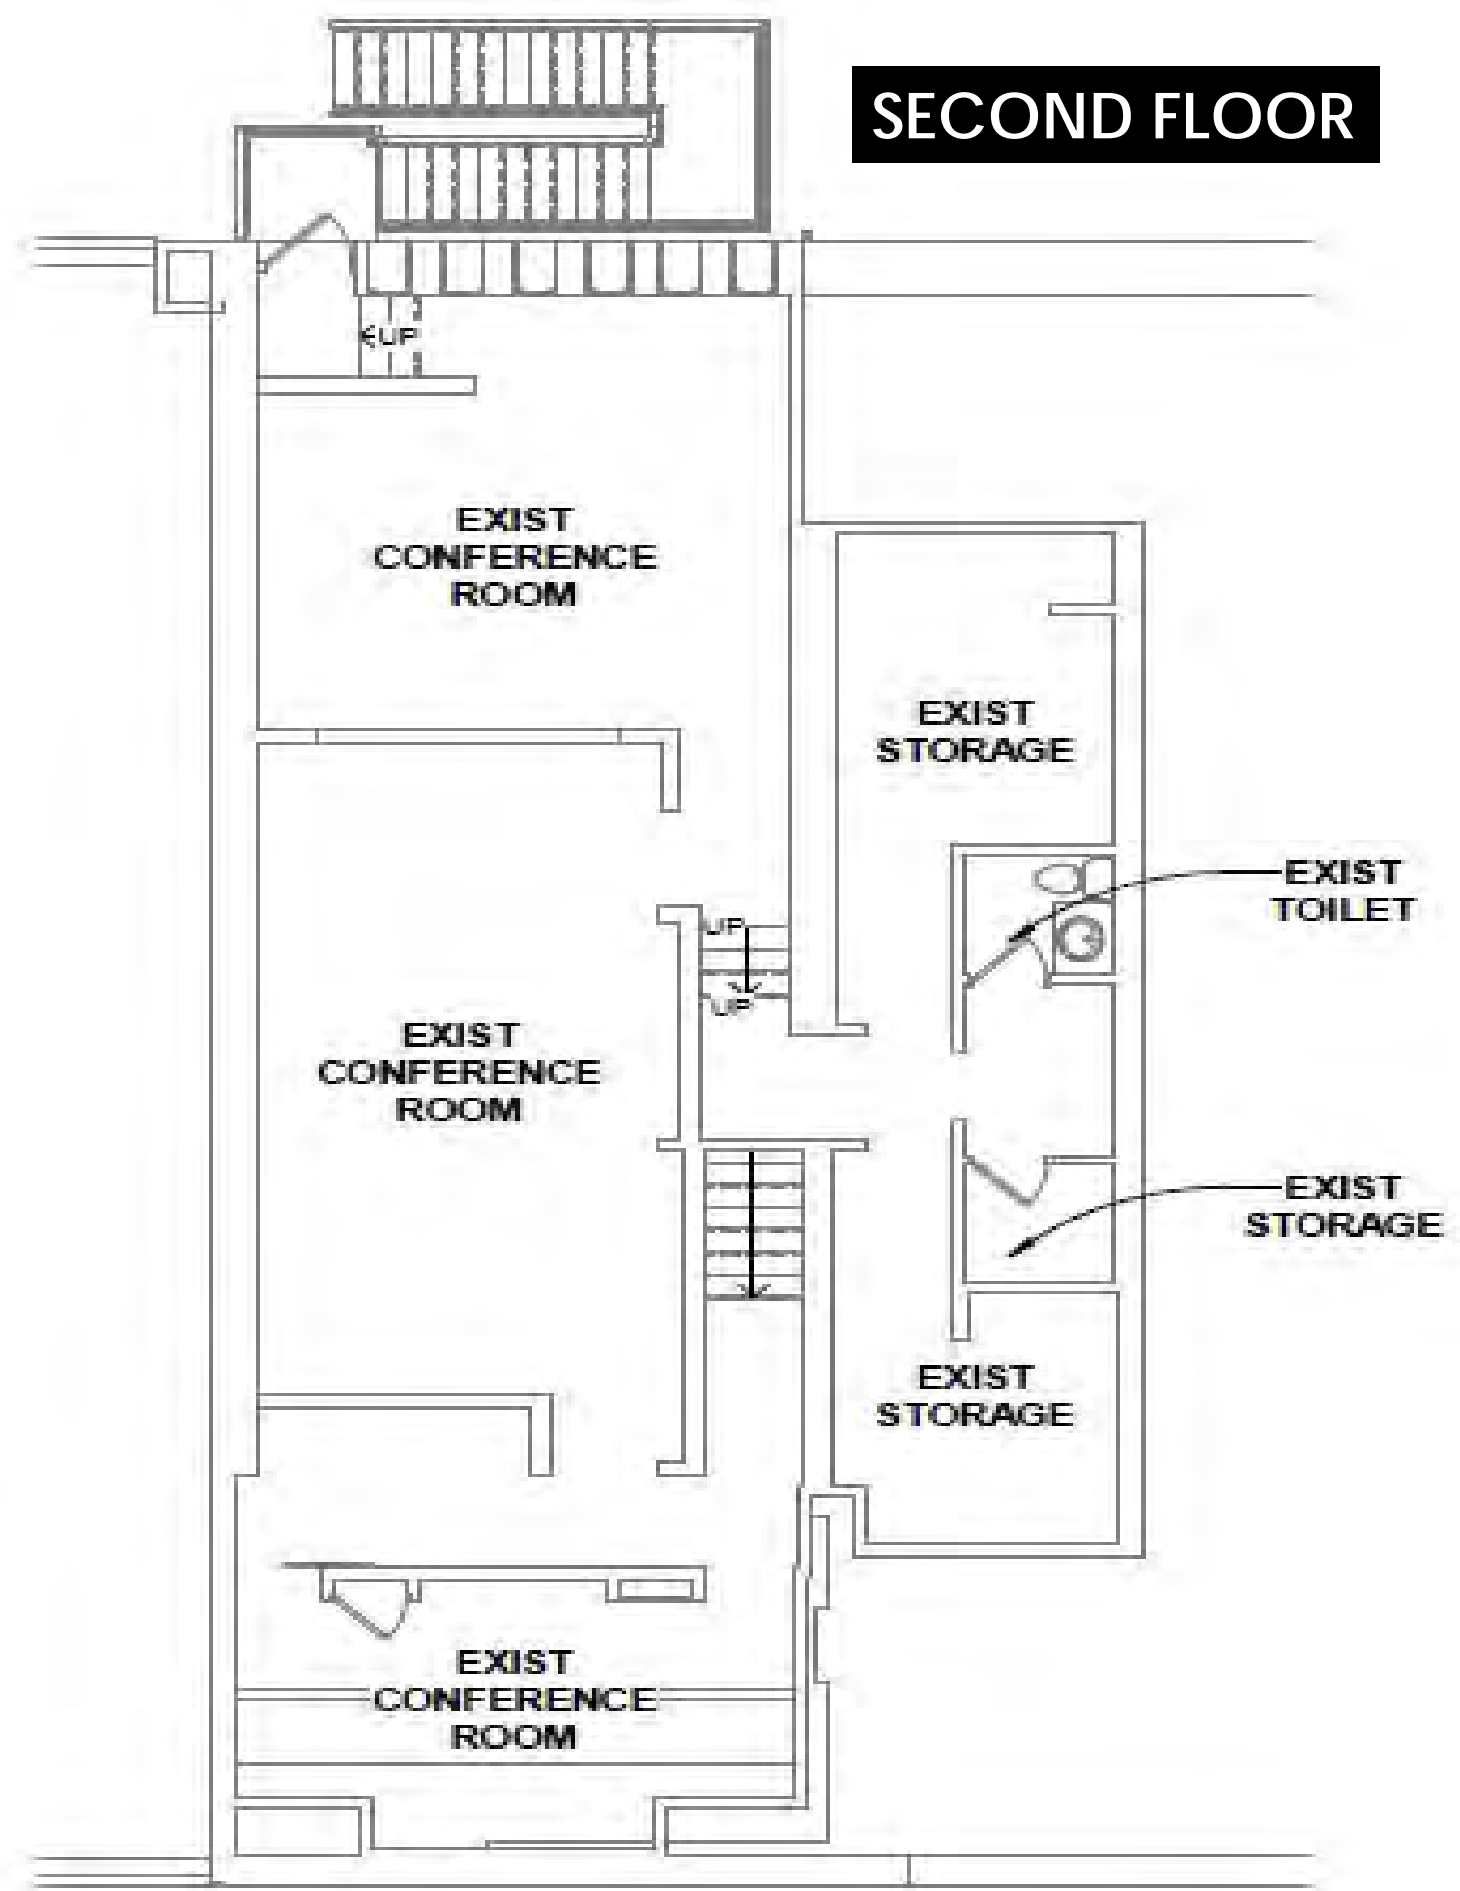 SECOND FLOOR
UP
EXIST
CONFERENCE
ROOM
EXIST
STORAGE
EXIST
TOILET
UP
UP
EXIST
CONFERENCE
ROOM
EXIST
STORAGE
EXIST
STORAGE
EXIST
CONFERENCE
ROOM